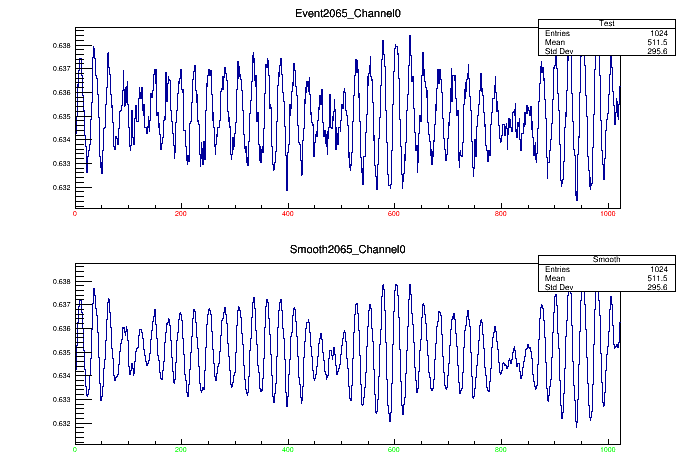 Event2065_Channel0
Test
Entries 1024
Mean 511.5
Std Dev 295.6
0.638
0.637
0.636
0.635
0.634
0.633
0.632
0 200 400 600 800 1000
Smooth2065_Channel0
Smooth
Entries 1024
Mean 511.5
Std Dev 295.6
0.638
0.637
0.636
0.635
0.634
0.633
0.632
0 200 400 600 800 1000